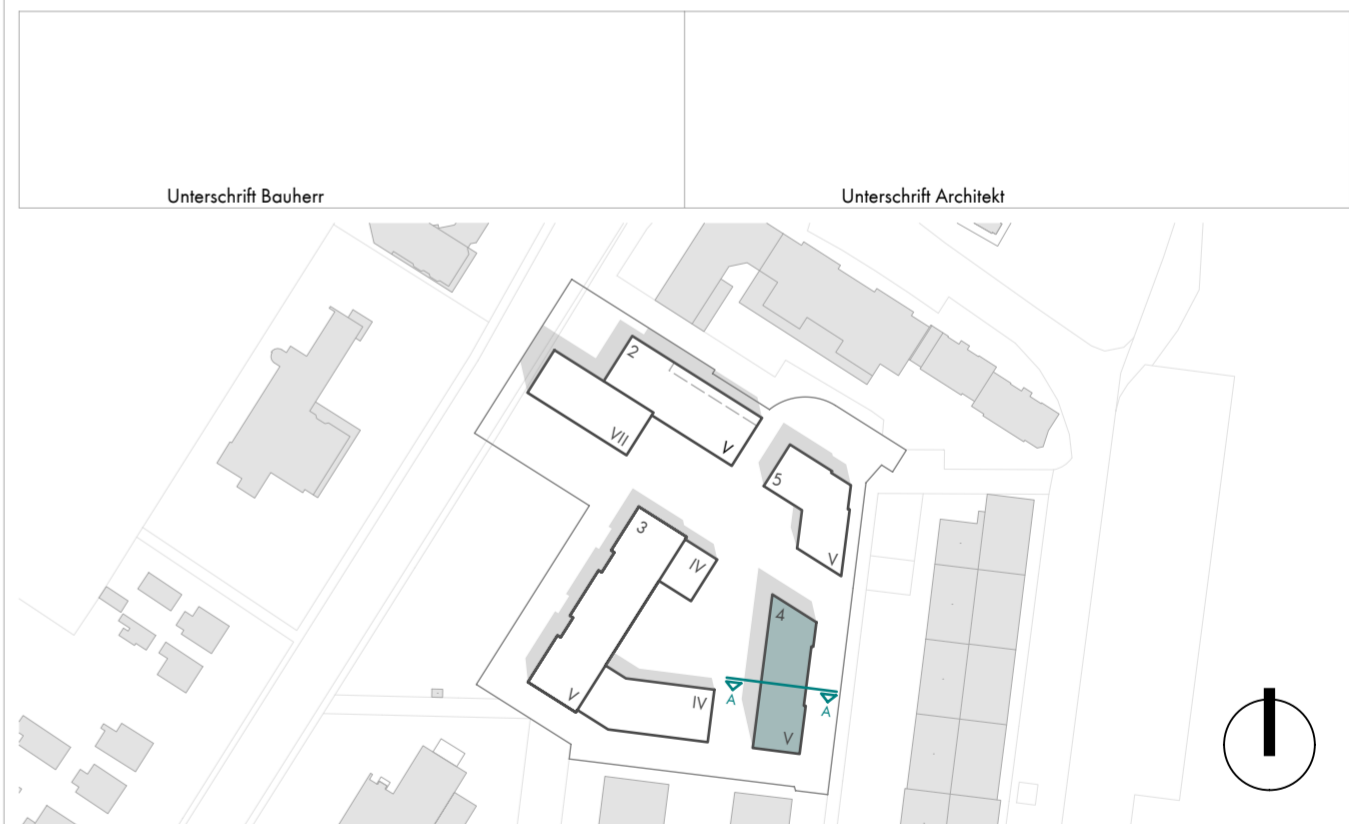 Unterschrift Bauherr
Unterschrift Architekt
2
VII
V
5
V
3
IV
V
IV
4
V
A
A